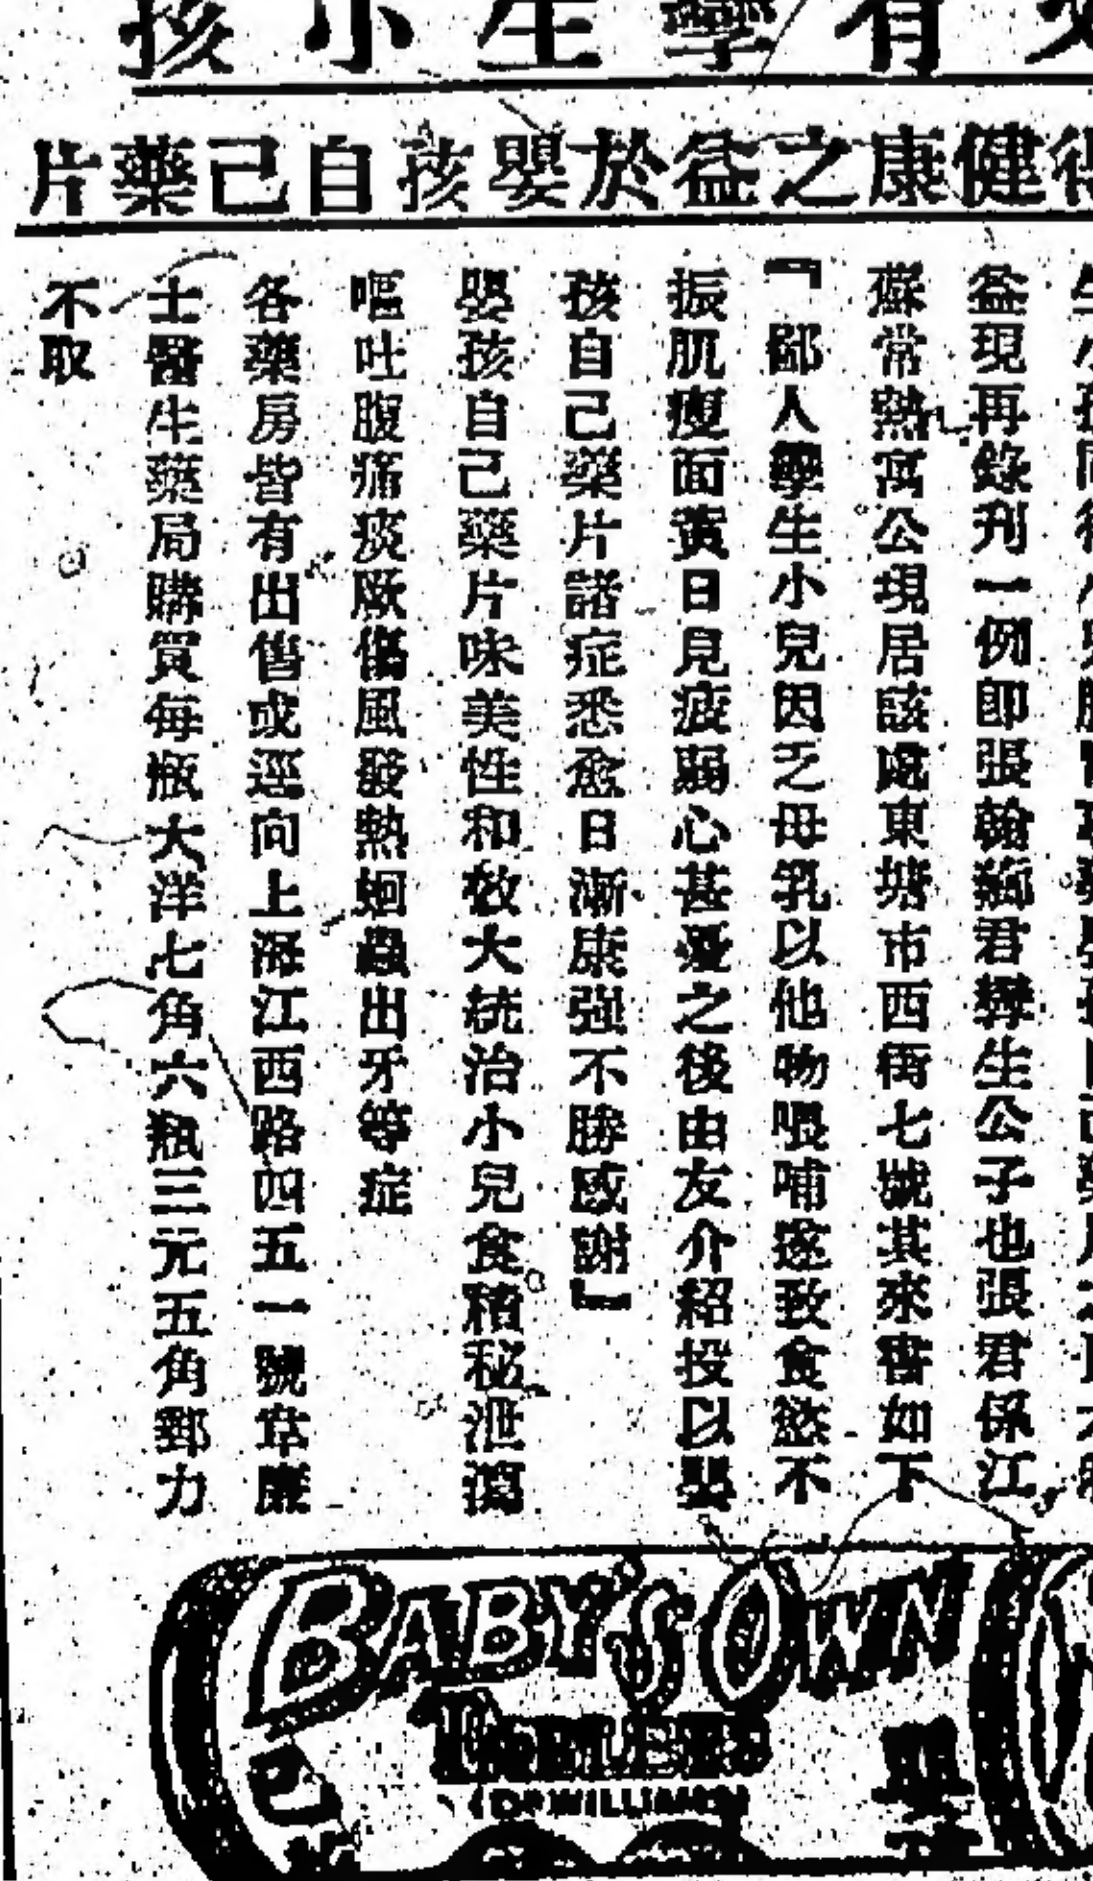 有孿生小孩
健康之益於嬰孩自己藥片
益現再錄刋一例即張翰甂君孿生公子也張君係江
蘇常熟寓公現居該處東塘市西街七號其來書如下
『鄙人孿生小兒因乏母乳以他物喂哺遂致食慾不
振肌瘦面黃日見疲弱心甚憂之後由友介紹投以嬰
孩自己藥片諸症悉愈日漸康强不勝感謝』
嬰孩自己藥片味美性和效大統治小兒食積秘泄瀉
嘔吐腹痛痰厥傷風發熱蛔蟲出牙等症
各藥房皆有出售或逕向上海江西路四五一號韋廉
士醫生藥局購買每瓶大洋七角六瓶三元五角郵力
不取
BABY'S OWN
TABLETS
(DR WILLIAMS)
嬰
己